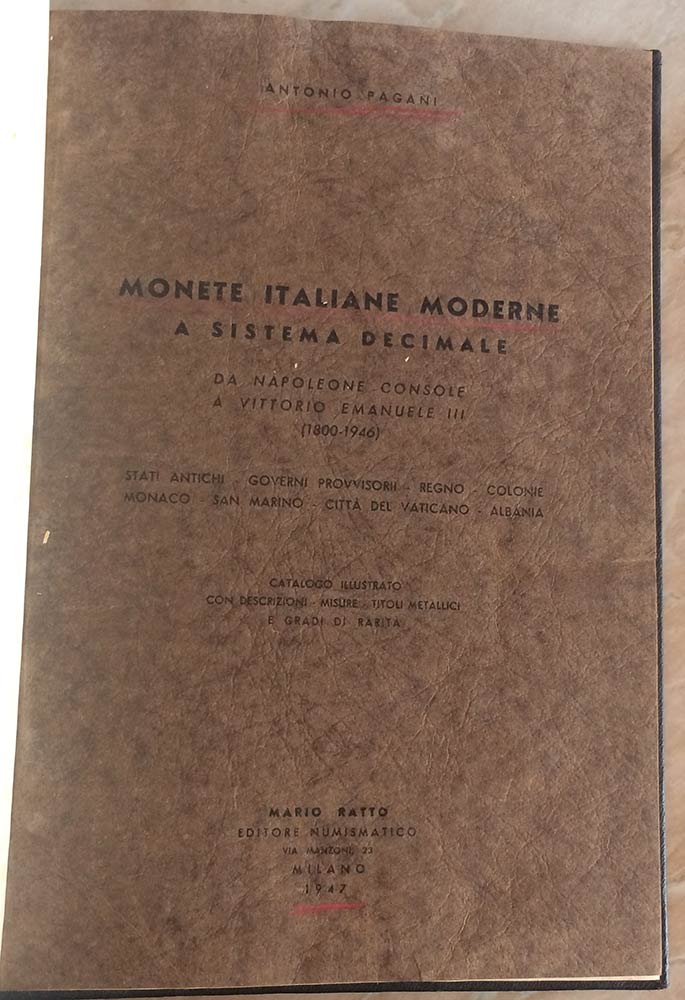 ANTONIO PAGANI
MONETE ITALIANE MODERNE
A SISTEMA DECIMALE
DA NAPOLEONE CONSOLE
A VITTORIO EMANUELE III
(1800-1946)
STATI ANTICHI - GOVERNI PROVVISORII - REGNO - COLONIE
MONACO - SAN MARINO - CITTÀ DEL VATICANO - ALBANIA
CATALOGO ILLUSTRATO
CON DESCRIZIONI - MISURE - TITOLI METALLICI
E GRADI DI RARITÀ
MARIO RATTO
EDITORE NUMISMATICO
VIA MANZONI, 23
MILANO
1947